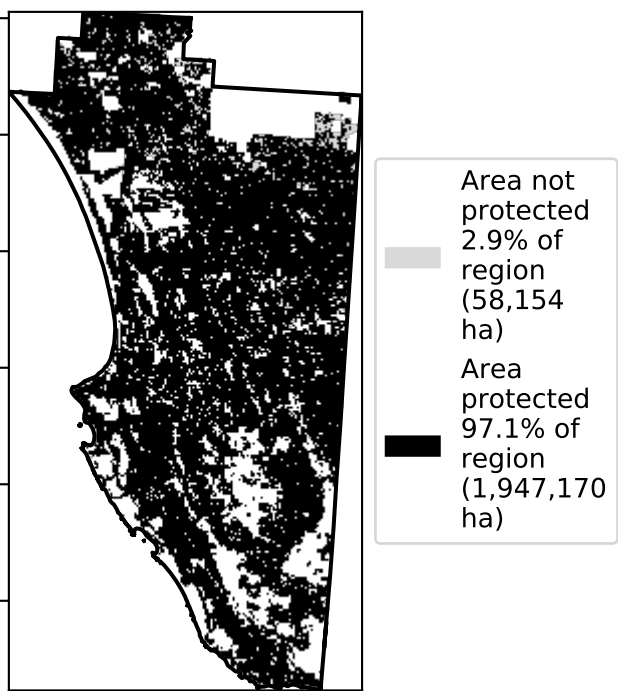 Area not
protected
2.9% of
region
(58,154
ha)
Area
protected
97.1% of
region
(1,947,170
ha)